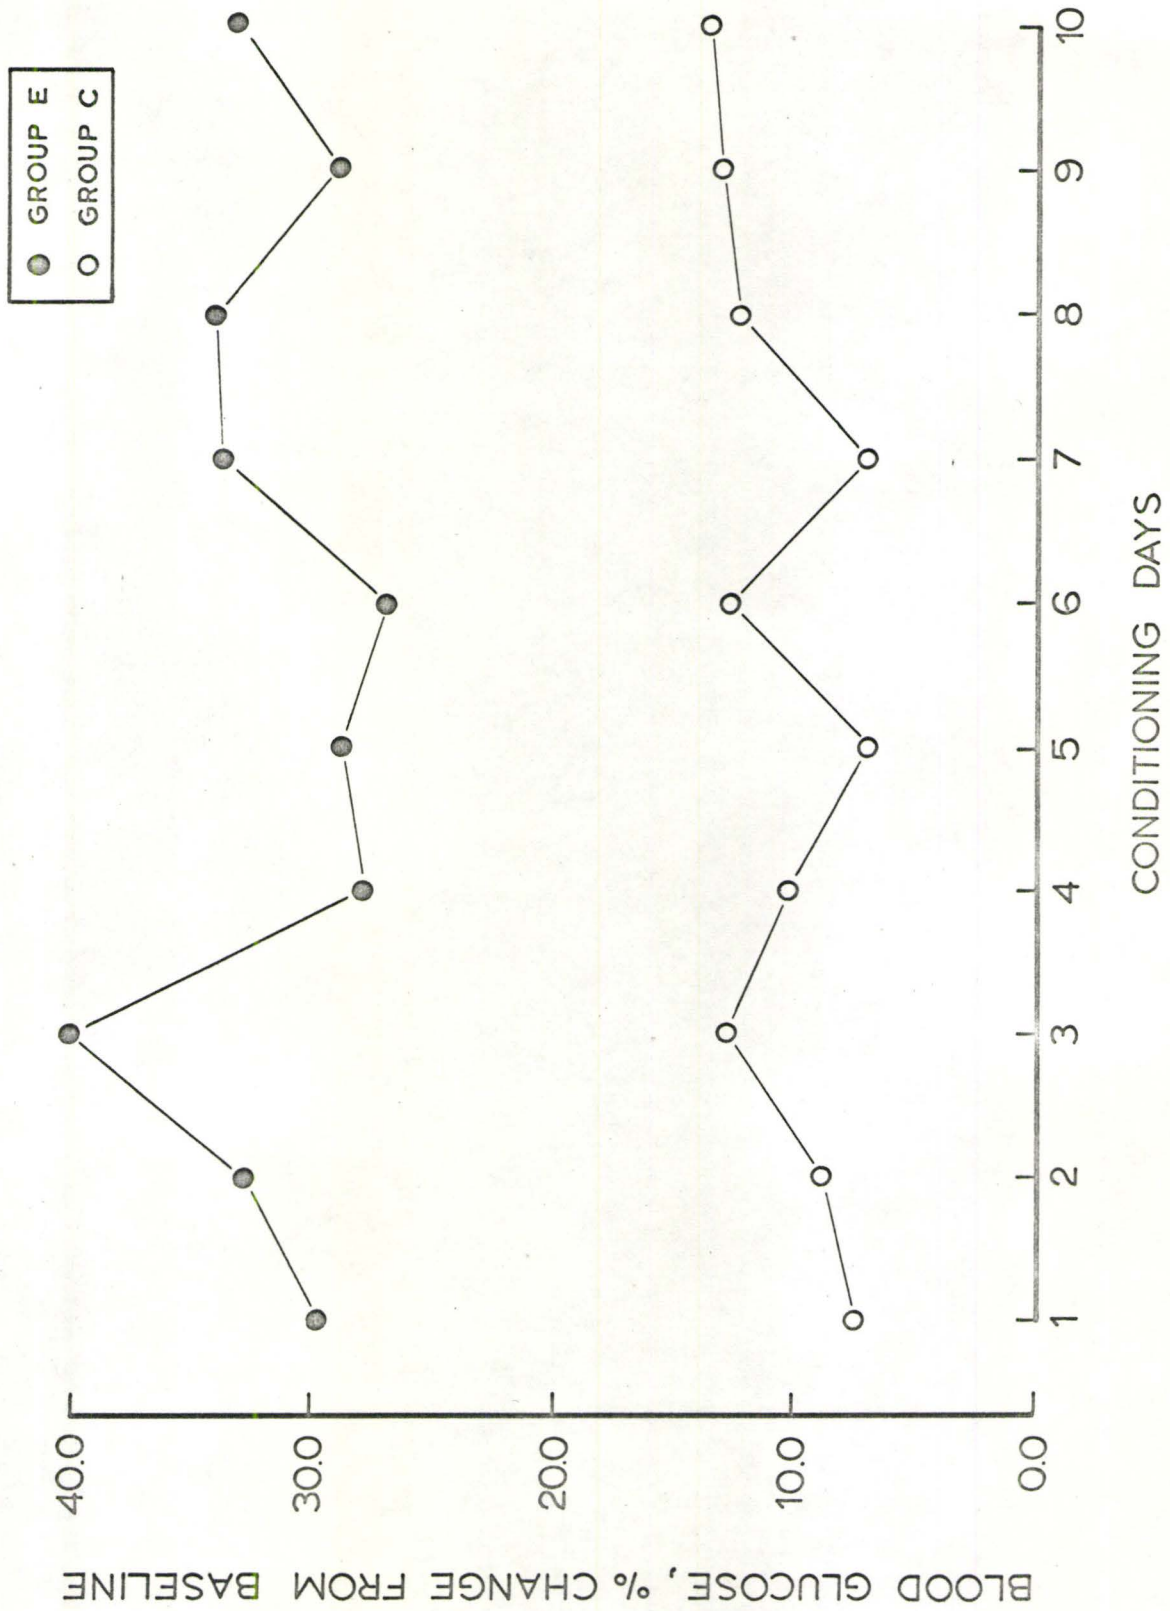 GROUP E
GROUP C
BLOOD GLUCOSE, % CHANGE FROM BASELINE
40.0
30.0
20.0
10.0
0.0
1 2 3 4 5 6 7 8 9 10
CONDITIONING DAYS